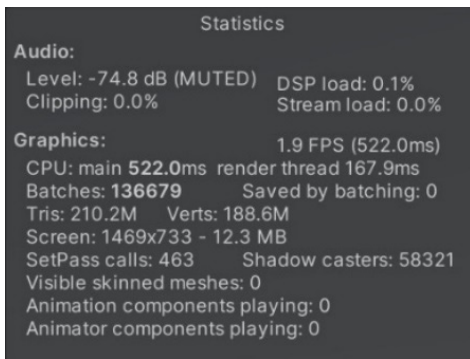 Statistics
Audio:
Level: -74.8 dB (MUTED) DSP load: 0.1%
Clipping: 0.0% Stream load: 0.0%
Graphics: 1.9 FPS (522.0ms)
CPU: main 522.0ms render thread 167.9ms
Batches: 136679 Saved by batching: 0
Tris: 210.2M Verts: 188.6M
Screen: 1469x733 - 12.3 MB
SetPass calls: 463 Shadow casters: 58321
Visible skinned meshes: 0
Animation components playing: 0
Animator components playing: 0